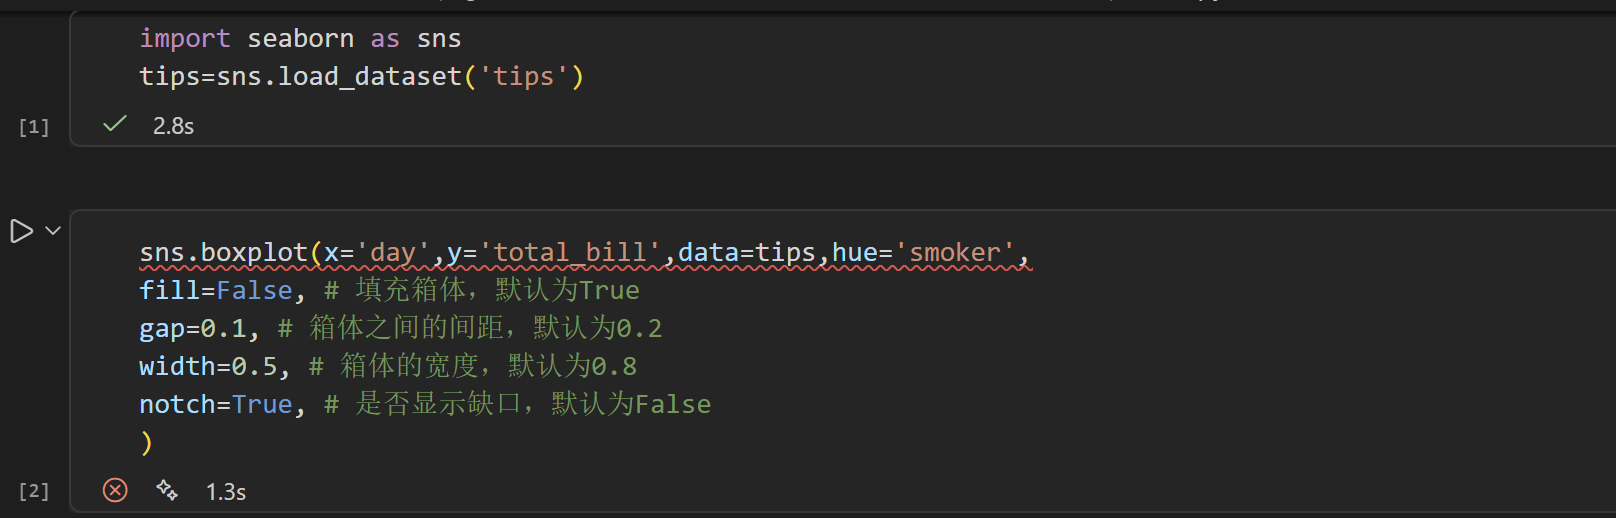 import seaborn as sns
tips=sns.load_dataset('tips')
[1]
2.8s
sns.boxplot(x='day',y='total_bill',data=tips,hue='smoker',
fill=False, # 填充箱体，默认为True
gap=0.1, # 箱体之间的间距，默认为0.2
width=0.5, # 箱体的宽度，默认为0.8
notch=True, # 是否显示缺口，默认为False
)
[2]
1.3s